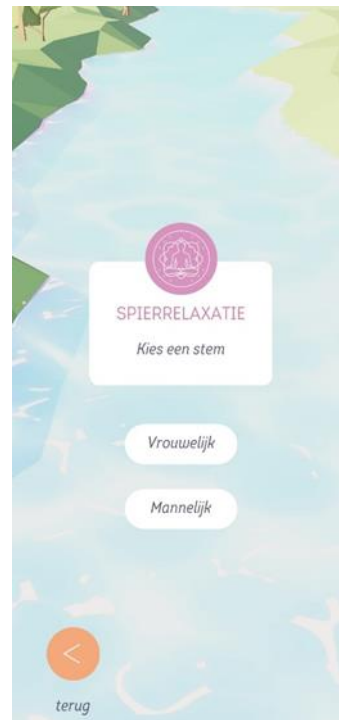 SPIERRELAXATIE
Kies een stem
Vrouwelijk
Mannelijk
<
terug